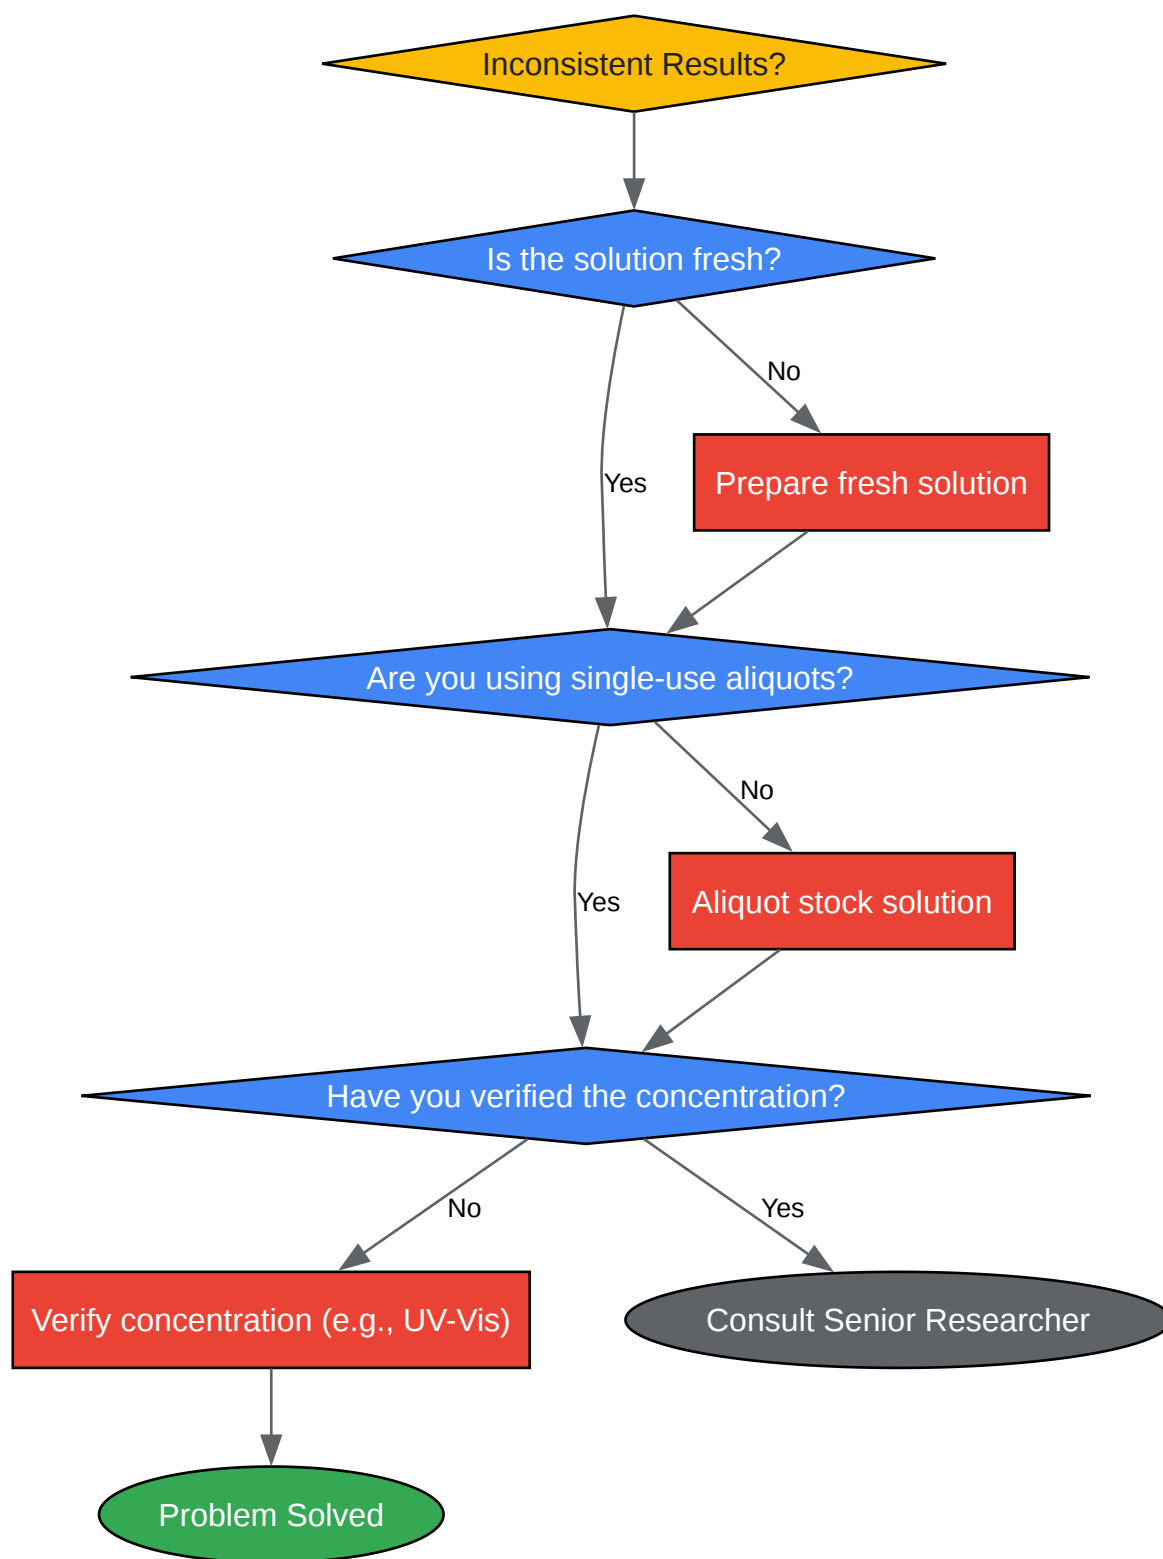 Inconsistent Results?
Is the solution fresh?
No
Yes
Prepare fresh solution
Are you using single-use aliquots?
No
Yes
Aliquot stock solution
Have you verified the concentration?
No
Yes
Verify concentration (e.g., UV-Vis)
Consult Senior Researcher
Problem Solved